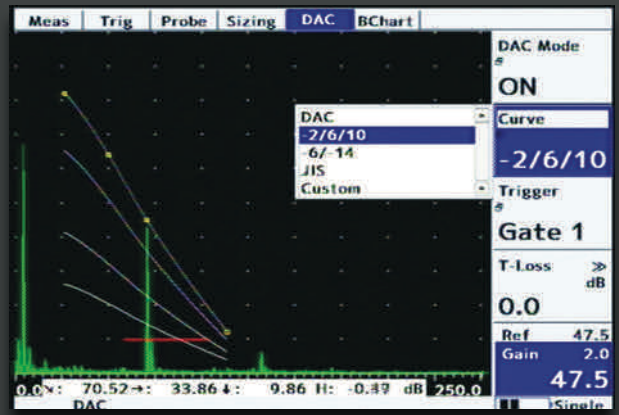 Meas Trig Probe Sizing DAC BChart
DAC Mode
ON
Curve
-2/6/10
DAC
-2/6/10
-6/-14
JIS
Custom
Trigger
Gate 1
T-Loss
dB
0.0
Ref 47.5
Gain 2.0
47.5
0.0 70.52 33.86 9.86 H: dB 250.0
DAC
Single